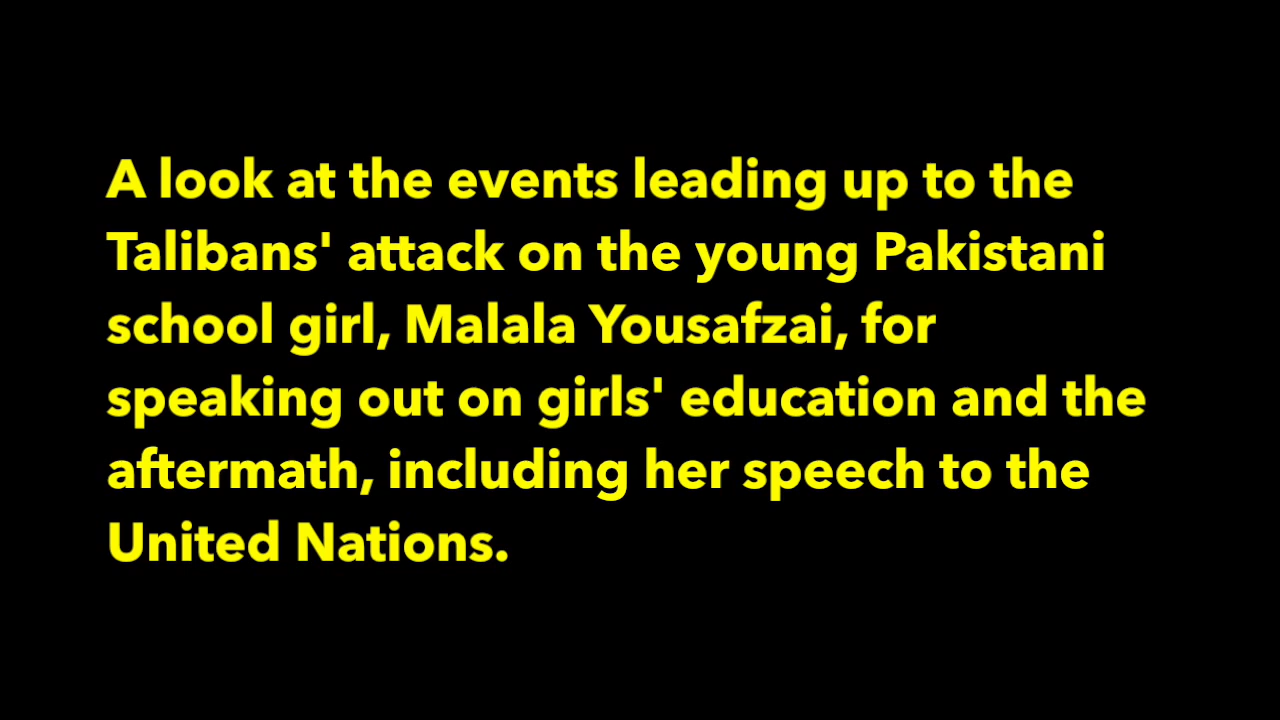 A look at the events leading up to the
Talibans' attack on the young Pakistani
school girl, Malala Yousafzai, for
speaking out on girls' education and the
aftermath, including her speech to the
United Nations.